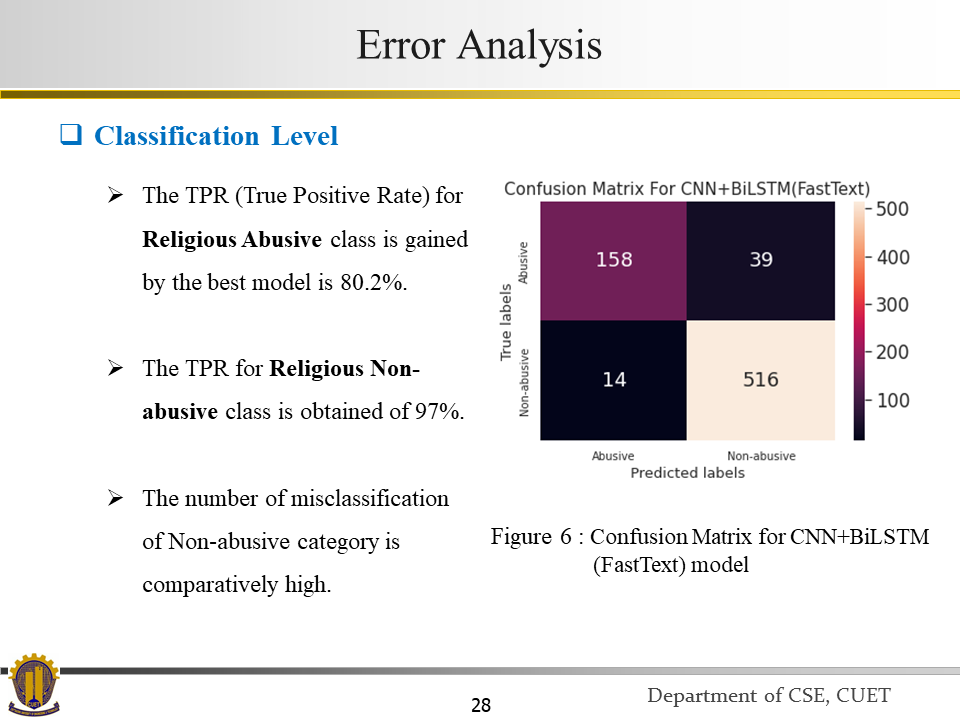 Error Analysis
Classification Level
The TPR (True Positive Rate) for
Religious Abusive class is gained
by the best model is 80.2%.
The TPR for Religious Non-
abusive class is obtained of 97%.
The number of misclassification
of Non-abusive category is
comparatively high.
Confusion Matrix For CNN+BiLSTM(FastText)
True labels
Abusive
158
39
Non-abusive
14
516
Abusive
Non-abusive
Predicted labels
500
400
300
200
100
Figure 6 : Confusion Matrix for CNN+BiLSTM
(FastText) model
CUET
28
Department of CSE, CUET